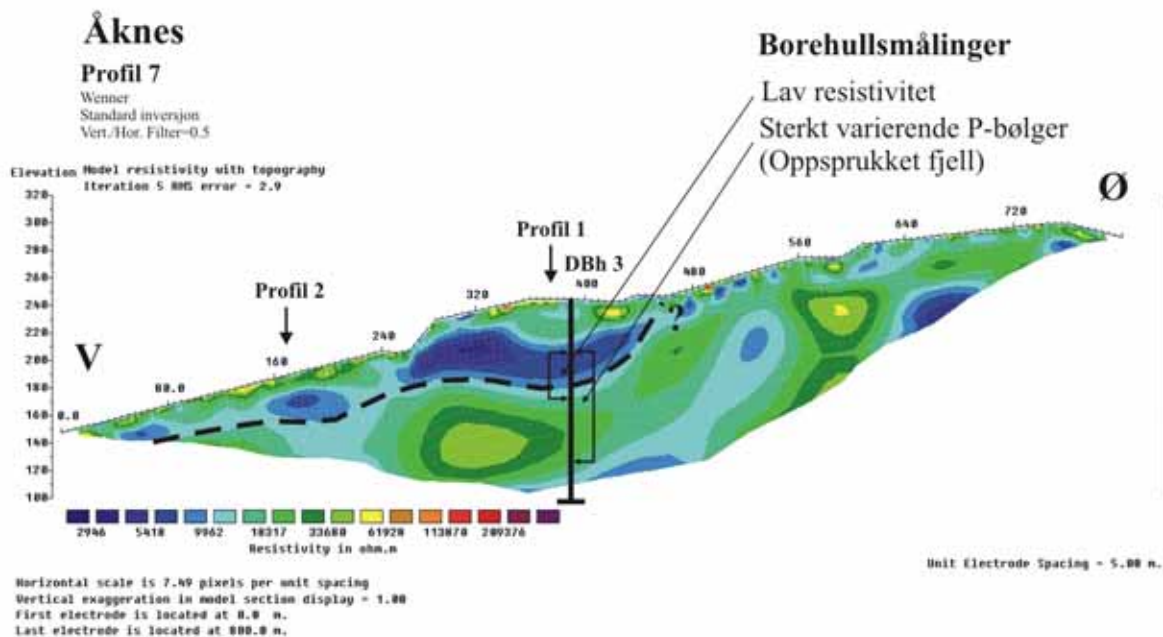 Åknes
Profil 7
Wenner
Standard inversjon
Vert./Hor. Filter=0.5
Borehullsmålinger
Lav resistivitet
Sterkt varierende P-bølger
(Oppsprukket fjell)
Elevation Model resistivity with topography
Iteration 5 RMS error = 2.9
Ø
V
Profil 1
DBh 3
Profil 2
?
320
300
280
260
240
220
200
180
160
140
120
100
0.0
80.0
160
240
320
400
480
560
640
720
2946 5418 9962 18317 33680 61928 113870 209376
Resistivity in ohm.m
Unit Electrode Spacing = 5.00 m.
Horizontal scale is 7.49 pixels per unit spacing
Vertical exaggeration in model section display = 1.00
First electrode is located at 0.0 m.
Last electrode is located at 800.0 m.